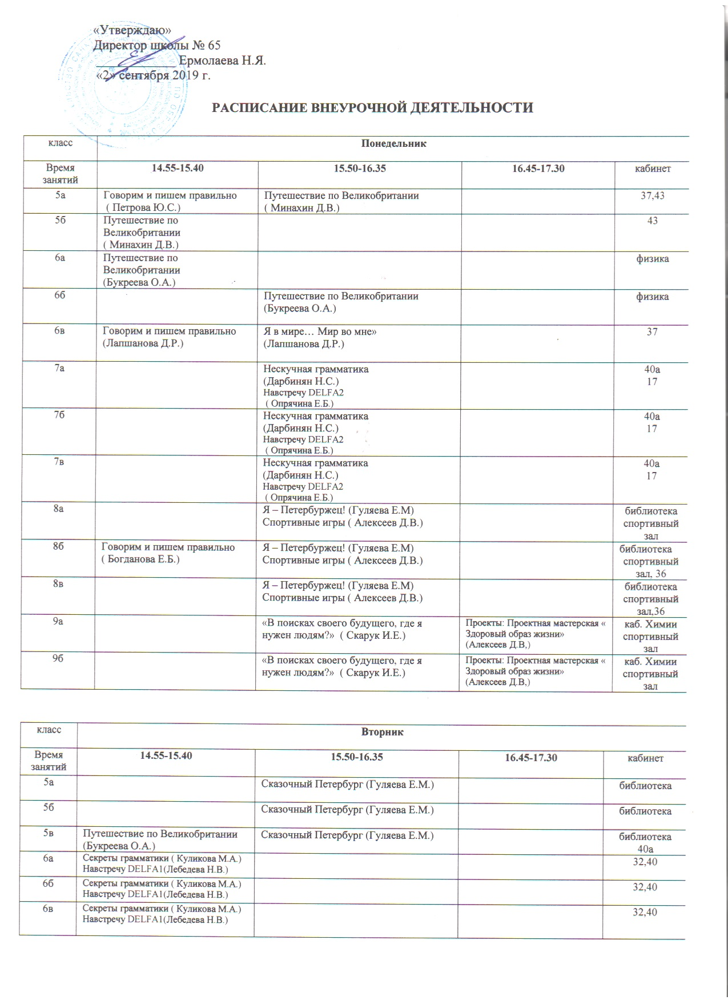 «Утверждаю»
Директор школы № 65
____________ Ермолаева Н.Я.
«2» сентября 2019 г.
РАСПИСАНИЕ ВНЕУРОЧНОЙ ДЕЯТЕЛЬНОСТИ
класс Понедельник
Время 14.55-15.40 15.50-16.35 16.45-17.30 кабинет
занятий
5а Говорим и пишем правильно Путешествие по Великобритании 37,43
( Петрова Ю.С.) ( Минахин Д.В.)
5б Путешествие по 43
Великобритании
( Минахин Д.В.)
6а Путешествие по физика
Великобритании
(Букреева О.А.)
6б Путешествие по Великобритании физика
(Букреева О.А.)
6в Говорим и пишем правильно Я в мире… Мир во мне» 37
(Лапшанова Д.Р.) (Лапшанова Д.Р.)
7а Нескучная грамматика 40а
(Дарбинян Н.С.) 17
Навстречу DELFA2
( Опрячина Е.Б.)
7б Нескучная грамматика 40а
(Дарбинян Н.С.) 17
Навстречу DELFA2
( Опрячина Е.Б.)
7в Нескучная грамматика 40а
(Дарбинян Н.С.) 17
Навстречу DELFA2
( Опрячина Е.Б.)
8а Я – Петербуржец! (Гуляева Е.М) библиотека
Спортивные игры ( Алексеев Д.В.) спортивный
зал
8б Говорим и пишем правильно Я – Петербуржец! (Гуляева Е.М) библиотека
( Богданова Е.Б.) Спортивные игры ( Алексеев Д.В.) спортивный
зал, 36
8в Я – Петербуржец! (Гуляева Е.М) библиотека
Спортивные игры ( Алексеев Д.В.) спортивный
зал,36
9а «В поисках своего будущего, где я Проекты: Проектная мастерская « каб. Химии
нужен людям?» ( Скарук И.Е.) Здоровый образ жизни» спортивный
(Алексеев Д.В,) зал
9б «В поисках своего будущего, где я Проекты: Проектная мастерская « каб. Химии
нужен людям?» ( Скарук И.Е.) Здоровый образ жизни» спортивный
(Алексеев Д.В,) зал
класс Вторник
Время 14.55-15.40 15.50-16.35 16.45-17.30 кабинет
занятий
5а Сказочный Петербург (Гуляева Е.М.) библиотека
5б Сказочный Петербург (Гуляева Е.М.) библиотека
5в Путешествие по Великобритании Сказочный Петербург (Гуляева Е.М.) библиотека
(Букреева О.А.) 40а
6а Секреты грамматики ( Куликова М.А.) 32,40
Навстречу DELFA1(Лебедева Н.В.)
6б Секреты грамматики ( Куликова М.А.) 32,40
Навстречу DELFA1(Лебедева Н.В.)
6в Секреты грамматики ( Куликова М.А.) 32,40
Навстречу DELFA1(Лебедева Н.В.)